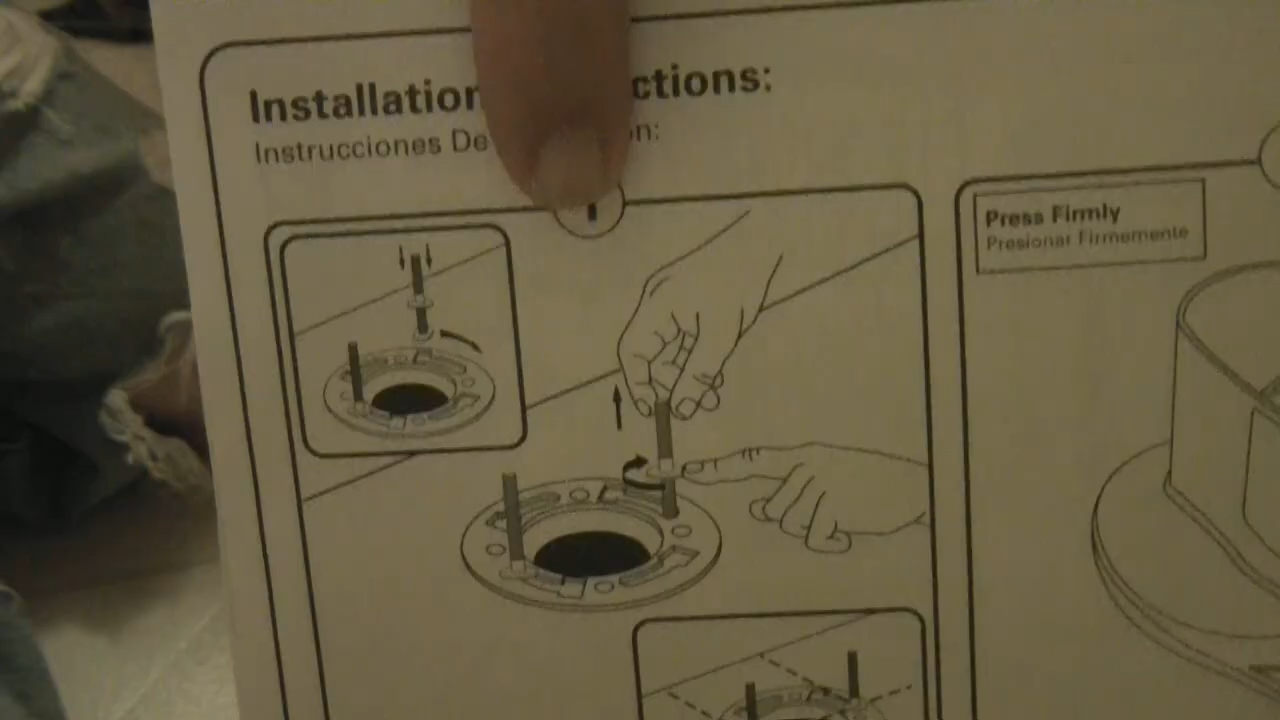 Installation ctions:
Instrucciones De n:
1
Press Firmly
Presionar Firmemente